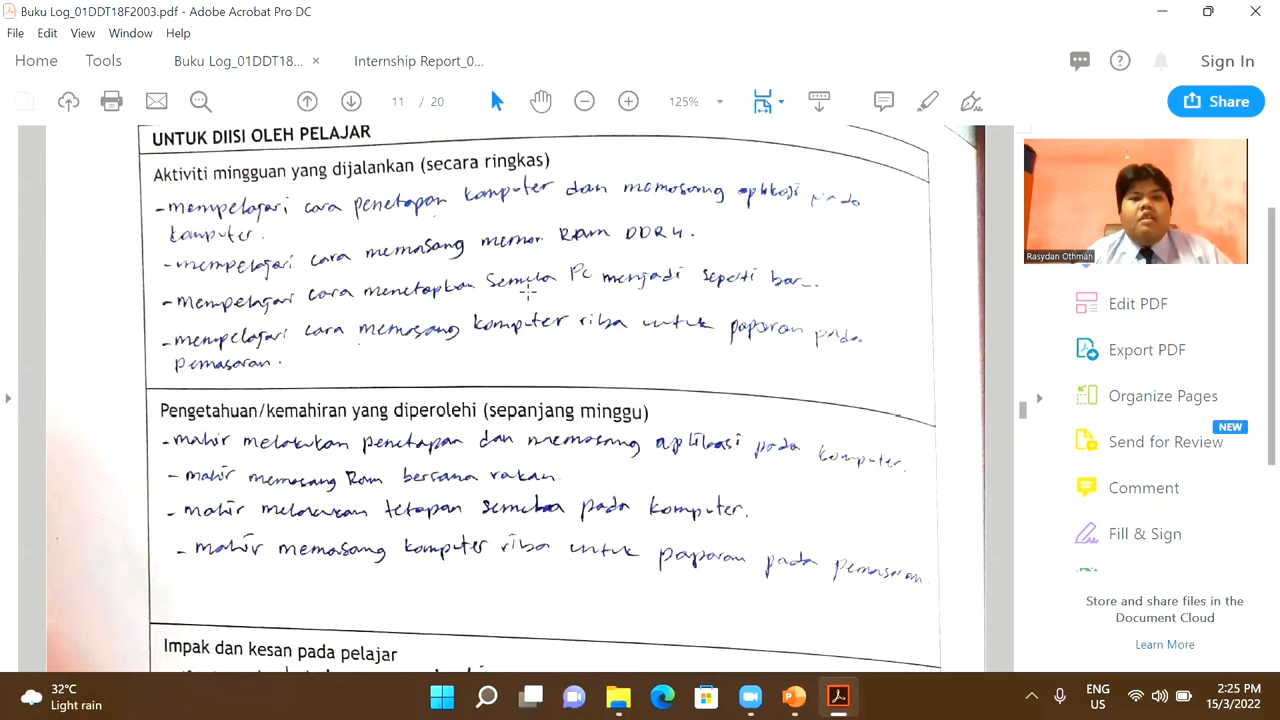 Buku Log_01DDT18F2003.pdf - Adobe Acrobat Pro DC
File Edit View Window Help
Home Tools Buku Log_01DDT18... × Internship Report_0...
Sign In
11 / 20 125% Share
UNTUK DIISI OLEH PELAJAR
Aktiviti mingguan yang dijalankan (secara ringkas)
- mempelajari cara penetapan komputer dan memasang aplikasi pada
komputer.
- mempelajari cara memasang memori Ram DDR4.
- mempelajari cara menetapkan semula PC menjadi seperti bar
- mempelajari cara memasang komputer riba untuk paparan pada
pemasaran.
Pengetahuan/kemahiran yang diperolehi (sepanjang minggu)
- mahir melakukan penetapan dan memasang aplikasi pada komputer.
- mahir memasang Ram bersama rakan.
- mahir melakukan tetapan semula pada komputer.
- mahir memasang komputer riba untuk paparan pada pemasaran.
Impak dan kesan pada pelajar
Rasydan Othman
Edit PDF
Export PDF
Organize Pages
NEW
Send for Review
Comment
Fill & Sign
Store and share files in the
Document Cloud
Learn More
32°C
Light rain
ENG
US
2:25 PM
15/3/2022